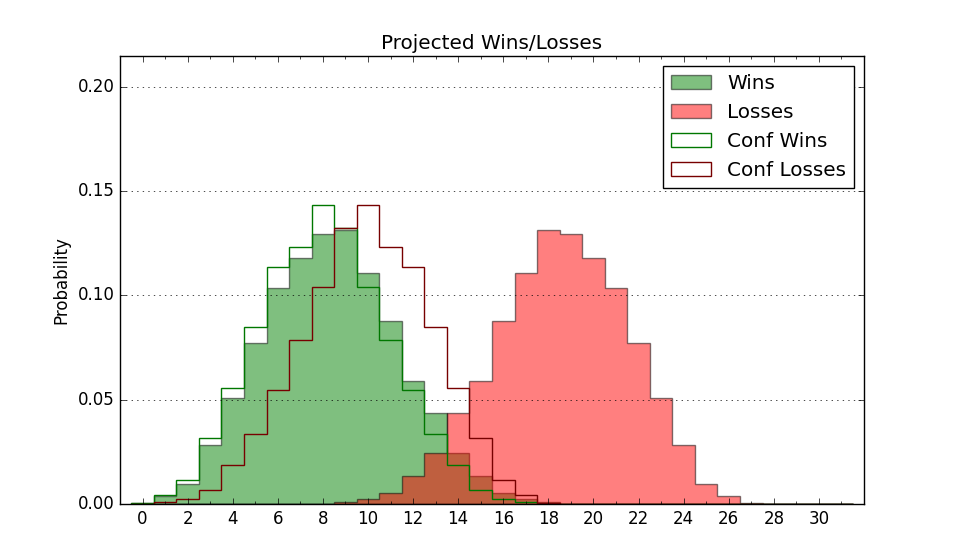 Projected Wins/Losses
Wins
Losses
Conf Wins
Conf Losses
Probability
0.20
0.15
0.10
0.05
0.00
0 2 4 6 8 10 12 14 16 18 20 22 24 26 28 30